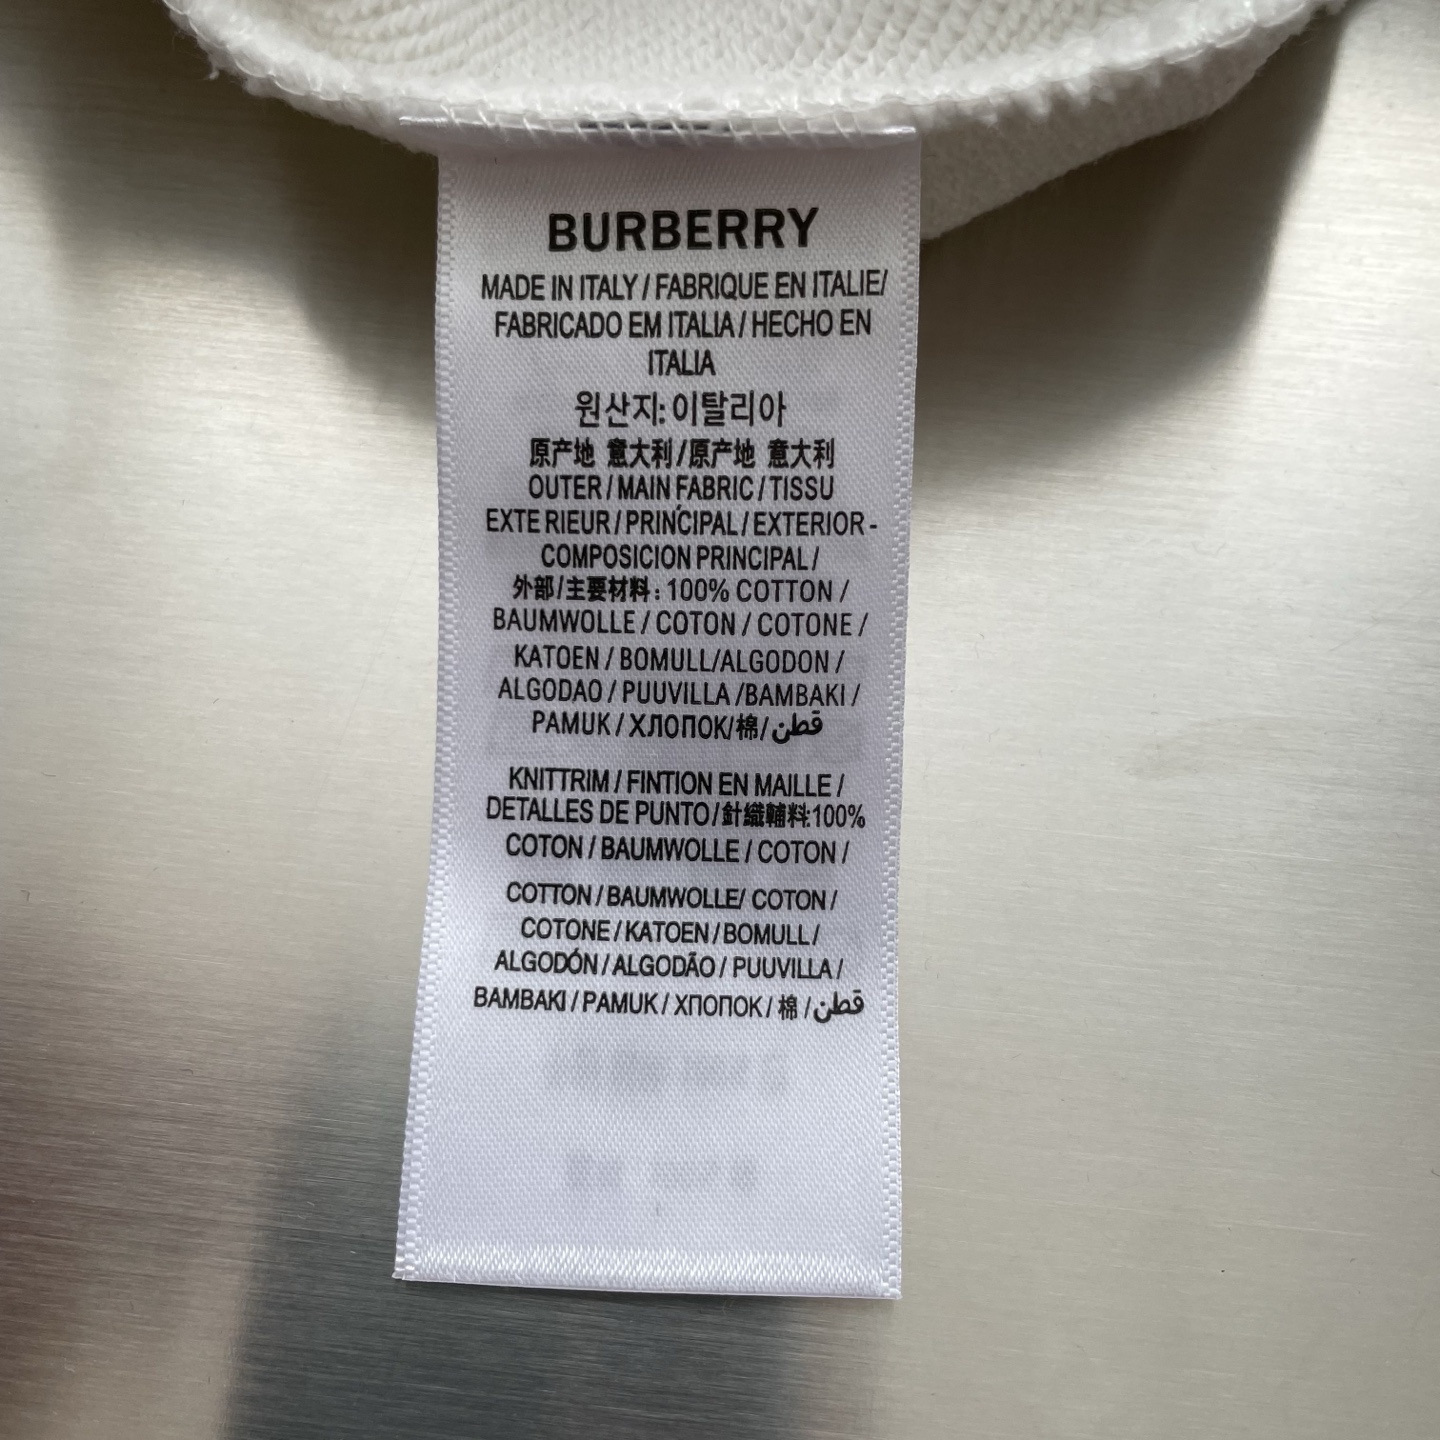 BURBERRY
MADE IN ITALY / FABRIQUE EN ITALIE/
FABRICADO EM ITALIA / HECHO EN
ITALIA
원산지: 이탈리아
原产地 意大利 / 原产地 意大利
OUTER / MAIN FABRIC / TISSU
EXTE RIEUR / PRINĆIPAL / EXTERIOR -
COMPOSICION PRINCIPAL /
外部/主要材料: 100% COTTON /
BAUMWOLLE / COTON / COTONE /
KATOEN / BOMULL/ALGODON /
ALGODAO / PUUVILLA /BAMBAKI /
PAMUK / ХЛОПОК/棉/قطن
KNITTRIM / FINTION EN MAILLE /
DETALLES DE PUNTO/針織輔料:100%
COTON / BAUMWOLLE / COTON /
COTTON / BAUMWOLLE/ COTON /
COTONE / KATOEN / BOMULL /
ALGODÓN / ALGODÃO / PUUVILLA /
BAMBAKI / PAMUK / ХПОПОК / 棉 / قطن